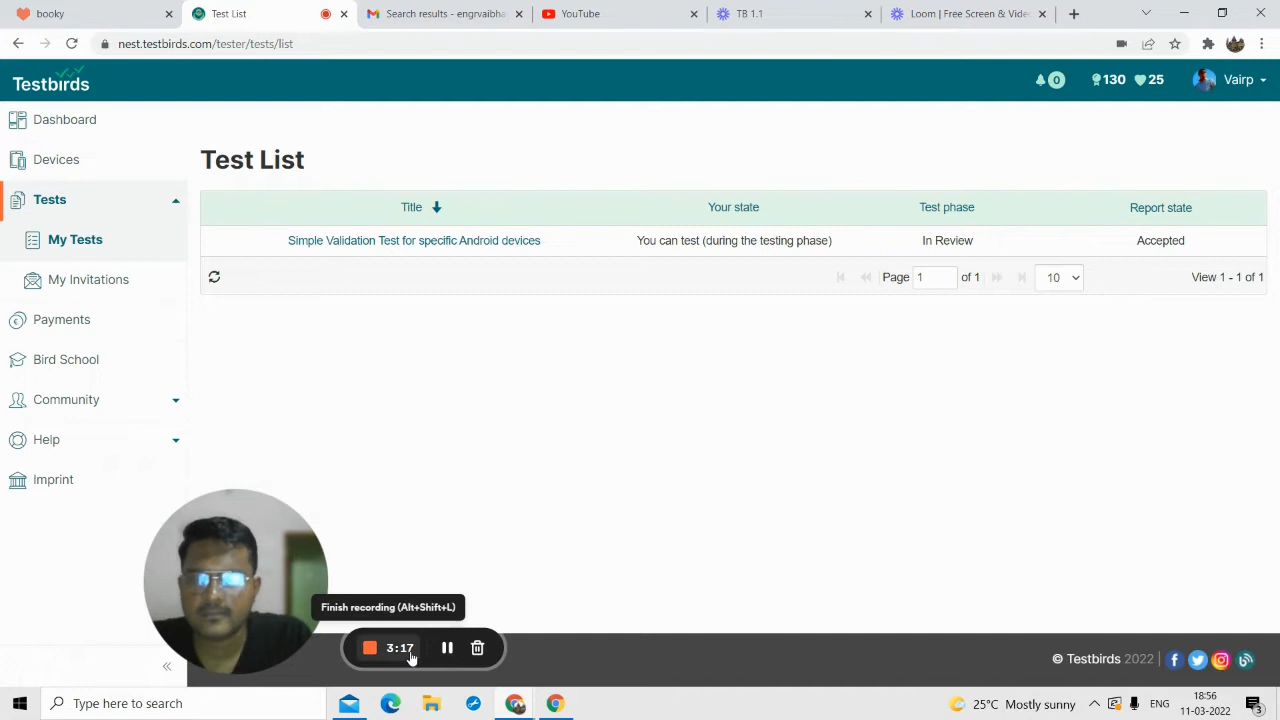 booky
Test List
Search results - engrvaibha
YouTube
TB 1.1
Loom | Free Screen & Vide
nest.testbirds.com/tester/tests/list
Testbirds
0
130
25
Vairp
Dashboard
Devices
Tests
My Tests
My Invitations
Payments
Bird School
Community
Help
Imprint
Test List
Title
Your state
Test phase
Report state
Simple Validation Test for specific Android devices
You can test (during the testing phase)
In Review
Accepted
Page 1 of 1
10
View 1 - 1 of 1
Finish recording (Alt+Shift+L)
3:17
© Testbirds 2022
Type here to search
25°C Mostly sunny
ENG
18:56
11-03-2022
3